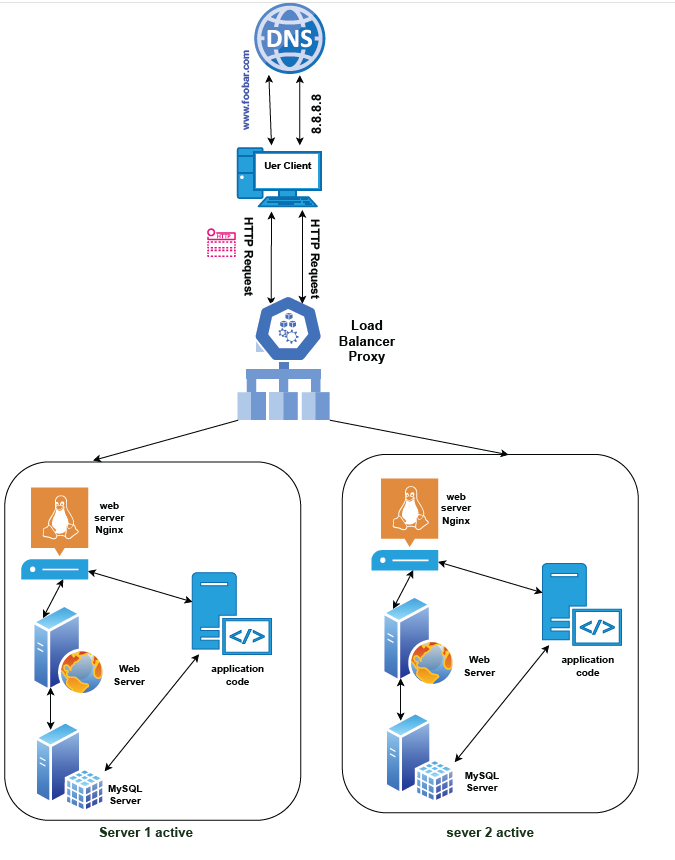 DNS
www.foobar.com
8.8.8.8
Uer Client
HTTP
HTTP Request
HTTP Request
Load
Balancer
Proxy
web
server
Nginx
Web
Server
application
code
</>
MySQL
Server
Server 1 active
web
server
Nginx
Web
Server
application
code
</>
MySQL
Server
sever 2 active